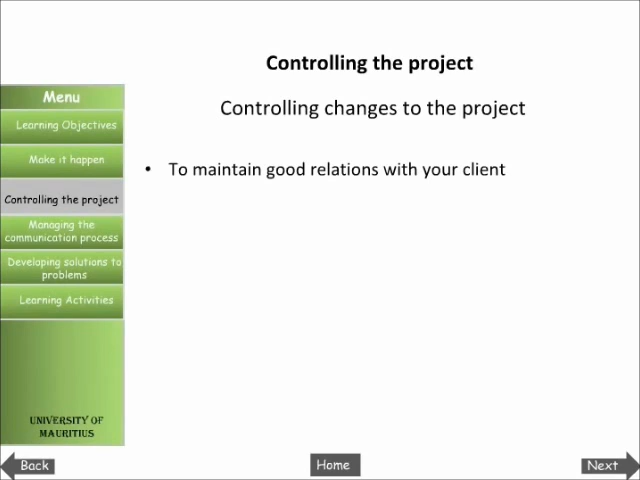 Controlling the project
Controlling changes to the project
• To maintain good relations with your client
Menu
Learning Objectives
Make it happen
Controlling the project
Managing the
communication process
Developing solutions to
problems
Learning Activities
UNIVERSITY OF
MAURITIUS
Back
Home
Next